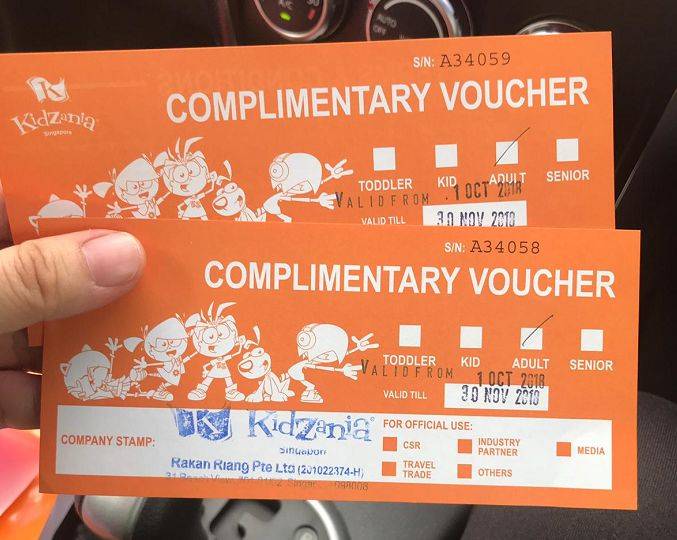 A/C
AUTO
OFF
S/N: A34059
KidZania
Singapore
COMPLIMENTARY VOUCHER
TODDLER KID ADULT SENIOR
VALID FROM 1 OCT 2018
VALID TILL 30 NOV 2018
S/N: A34058
COMPLIMENTARY VOUCHER
TODDLER KID ADULT SENIOR
VALID FROM 1 OCT 2018
VALID TILL 30 NOV 2018
COMPANY STAMP:
KidZania
Singapore
Rakan Riang Pte Ltd (201022374-H)
FOR OFFICIAL USE:
CSR INDUSTRY PARTNER MEDIA
TRAVEL TRADE OTHERS